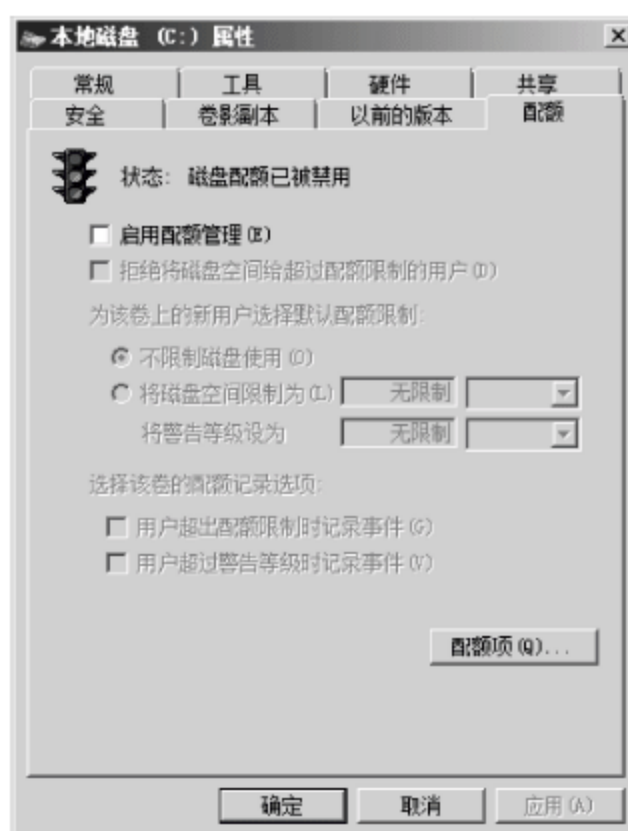 本地磁盘 (C:) 属性
常规 工具 硬件 共享
安全 卷影副本 以前的版本 配额
状态: 磁盘配额已被禁用
启用配额管理(E)
拒绝将磁盘空间给超过配额限制的用户(D)
为该卷上的新用户选择默认配额限制:
不限制磁盘使用(O)
将磁盘空间限制为(L) 无限制
将警告等级设为 无限制
选择该卷的配额记录选项:
用户超出配额限制时记录事件(G)
用户超过警告等级时记录事件(V)
配额项(Q)...
确定 取消 应用(A)